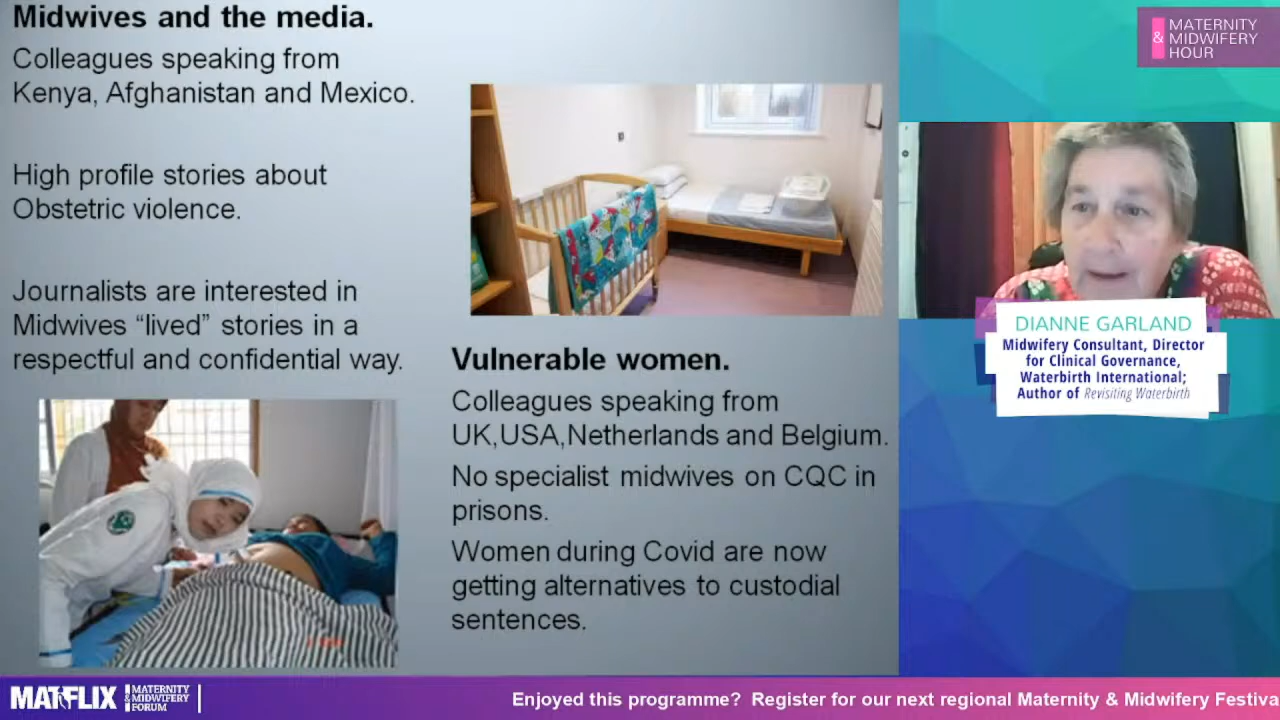 Midwives and the media.
Colleagues speaking from
Kenya, Afghanistan and Mexico.
High profile stories about
Obstetric violence.
Journalists are interested in
Midwives “lived” stories in a
respectful and confidential way.
Vulnerable women.
Colleagues speaking from
UK,USA,Netherlands and Belgium.
No specialist midwives on CQC in
prisons.
Women during Covid are now
getting alternatives to custodial
sentences.
MATERNITY
& MIDWIFERY
HOUR
DIANNE GARLAND
Midwifery Consultant, Director
for Clinical Governance,
Waterbirth International;
Author of Revisiting Waterbirth
MATFLIX
MATERNITY
& MIDWIFERY
FORUM
Enjoyed this programme? Register for our next regional Maternity & Midwifery Festiva